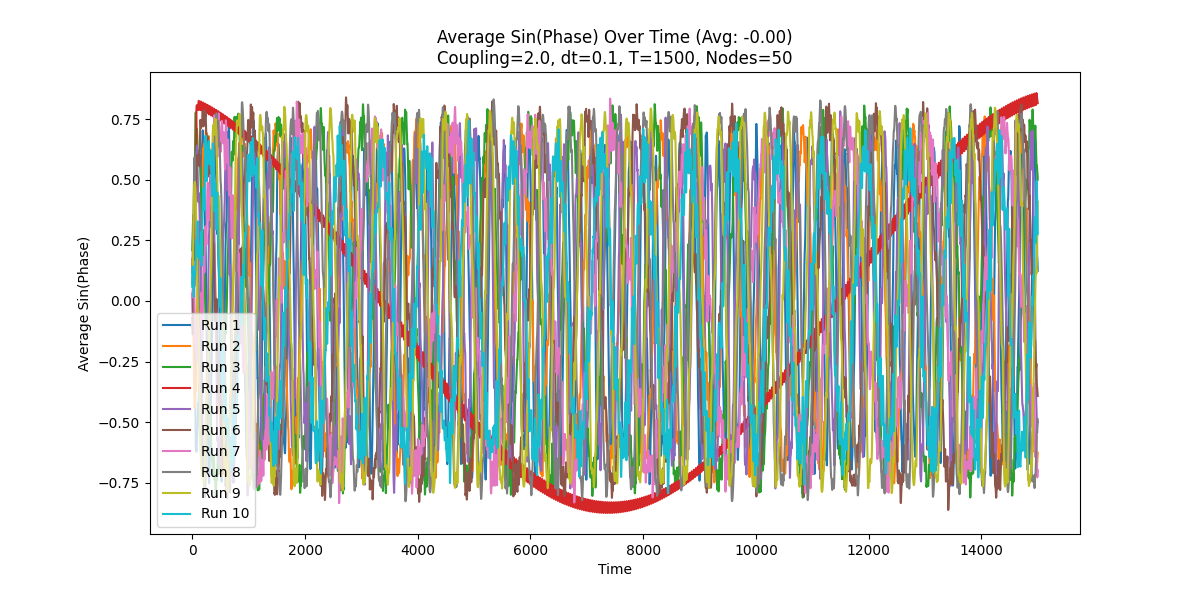 Average Sin(Phase) Over Time (Avg: -0.00)
Coupling=2.0, dt=0.1, T=1500, Nodes=50
Average Sin(Phase)
0.75
0.50
0.25
0.00
−0.25
−0.50
−0.75
Run 1
Run 2
Run 3
Run 4
Run 5
Run 6
Run 7
Run 8
Run 9
Run 10
0
2000
4000
6000
8000
10000
12000
14000
Time